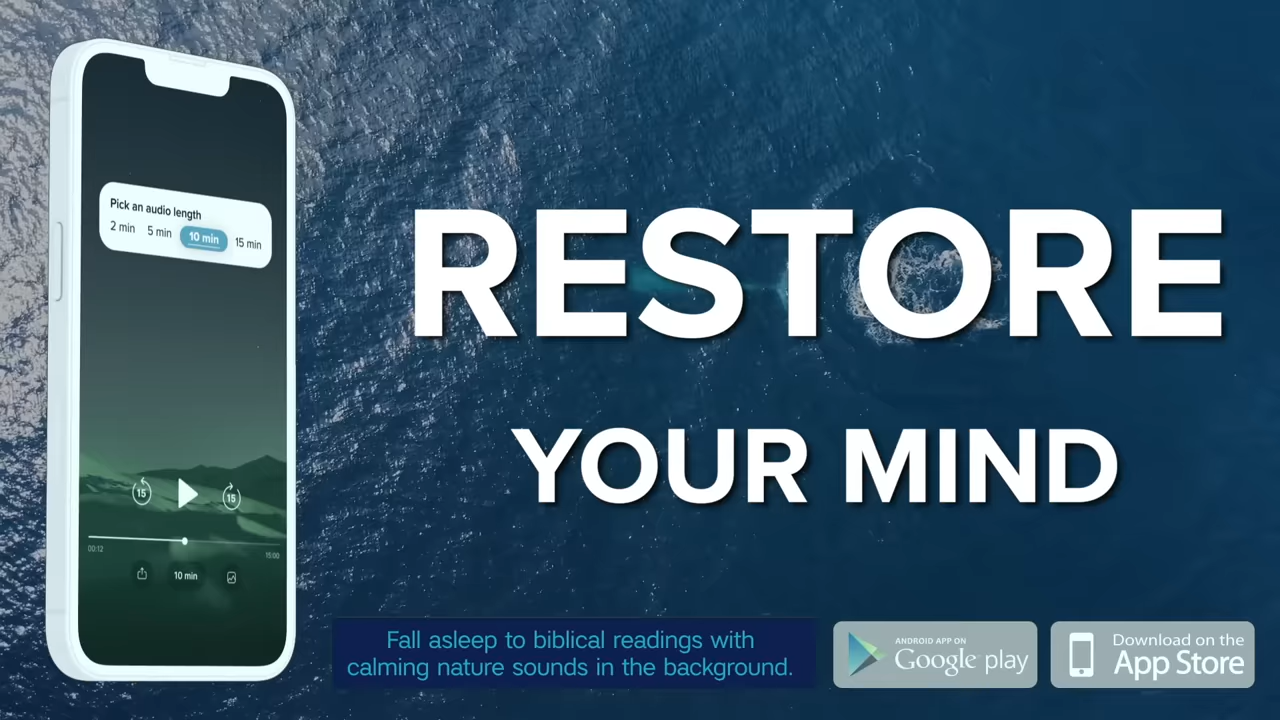 Pick an audio length
2 min 5 min 10 min 15 min
15 15
00:12 15:00
10 min
RESTORE
YOUR MIND
Fall asleep to biblical readings with
calming nature sounds in the background.
ANDROID APP ON
Google play
Download on the
App Store